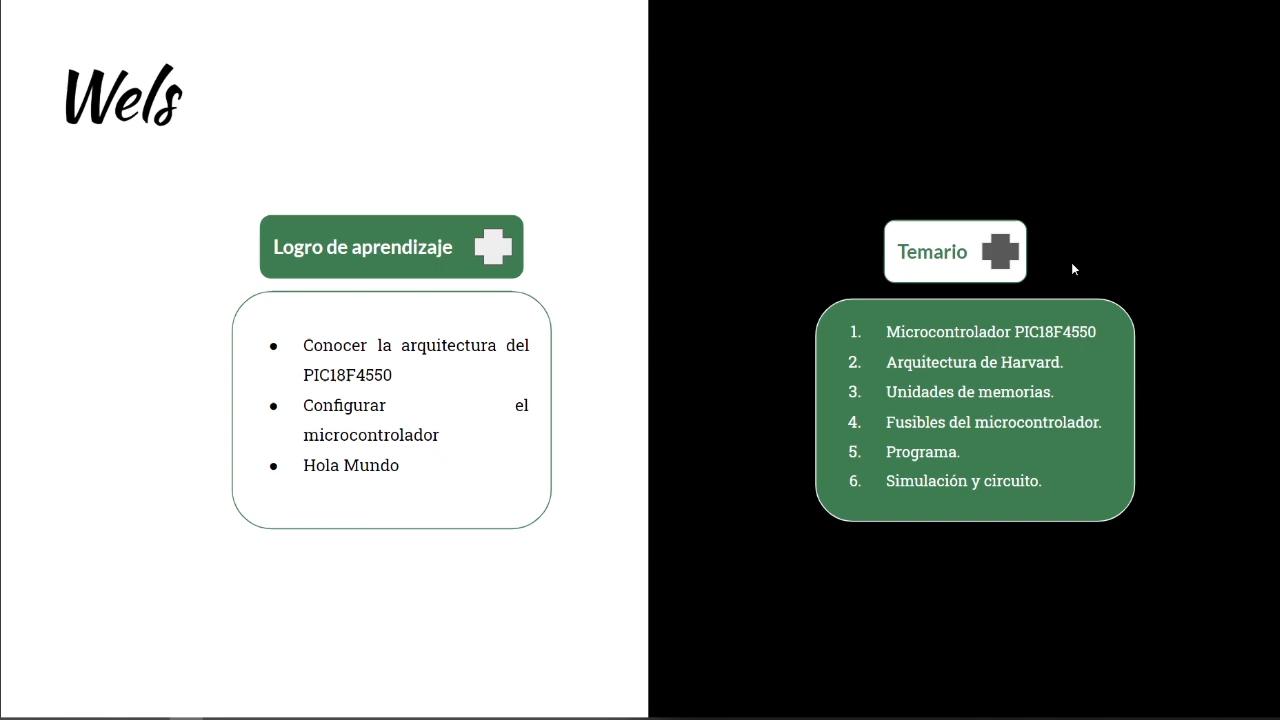 Wels
Logro de aprendizaje
● Conocer la arquitectura del
PIC18F4550
● Configurar el
microcontrolador
● Hola Mundo
Temario
1. Microcontrolador PIC18F4550
2. Arquitectura de Harvard.
3. Unidades de memorias.
4. Fusibles del microcontrolador.
5. Programa.
6. Simulación y circuito.